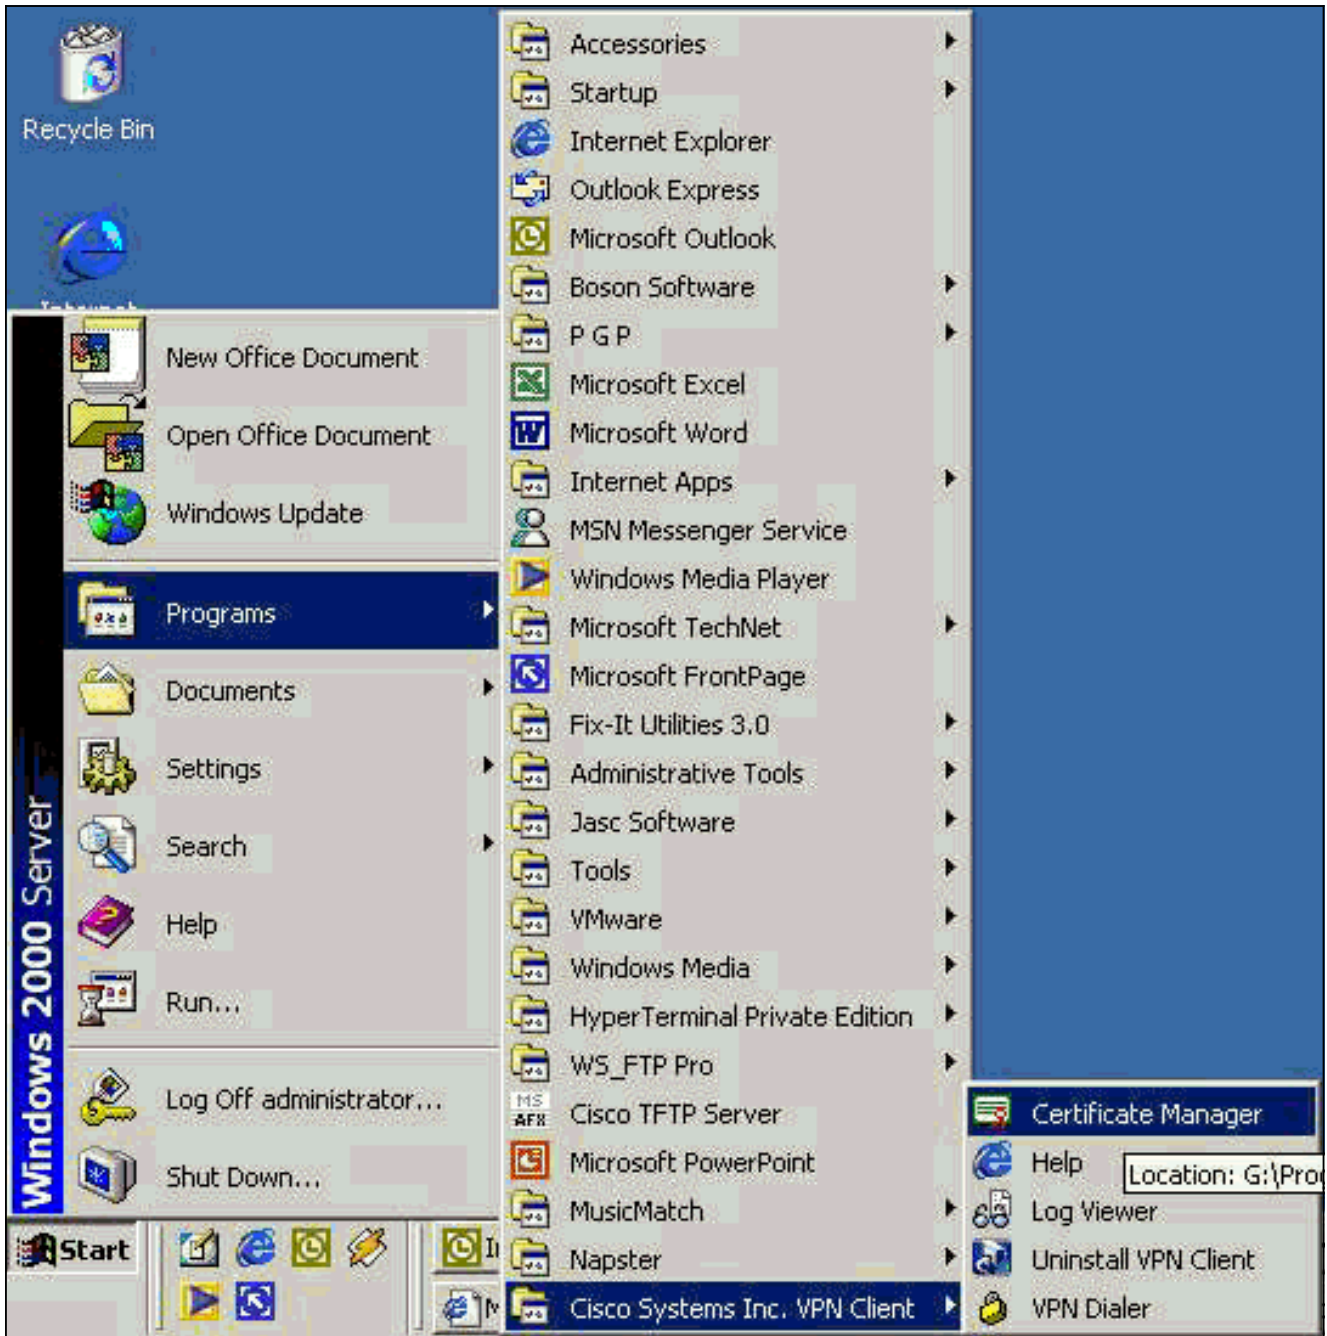 Recycle Bin
New Office Document
Open Office Document
Windows Update
Programs
Documents
Settings
Search
Help
Run...
Log Off administrator...
Shut Down...
Windows 2000 Server
Start
Accessories
Startup
Internet Explorer
Outlook Express
Microsoft Outlook
Boson Software
P G P
Microsoft Excel
Microsoft Word
Internet Apps
MSN Messenger Service
Windows Media Player
Microsoft TechNet
Microsoft FrontPage
Fix-It Utilities 3.0
Administrative Tools
Jasc Software
Tools
VMware
Windows Media
HyperTerminal Private Edition
WS_FTP Pro
MS
AFX
Cisco TFTP Server
Microsoft PowerPoint
MusicMatch
Napster
Cisco Systems Inc. VPN Client
Certificate Manager
Help
Location: G:\Prog
Log Viewer
Uninstall VPN Client
VPN Dialer